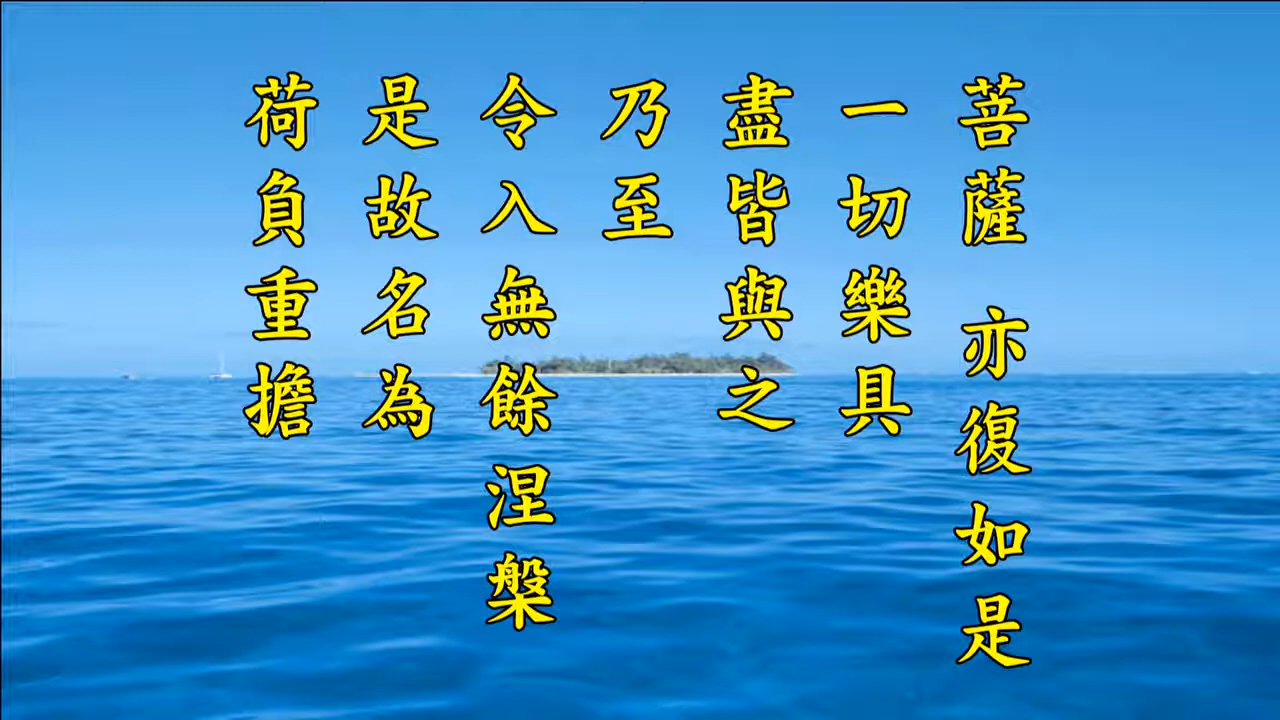 菩薩 亦復如是
一切樂具
盡皆與之
乃至
令入無餘涅槃
是故名為
荷負重擔